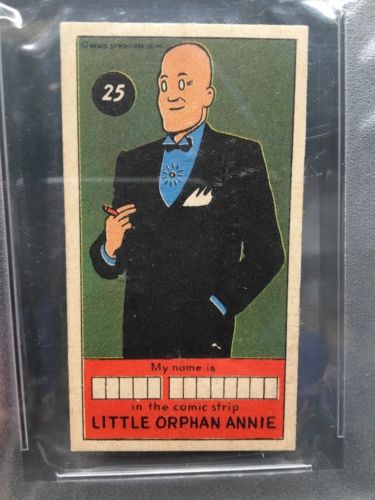 25
My name is
in the comic strip
LITTLE ORPHAN ANNIE